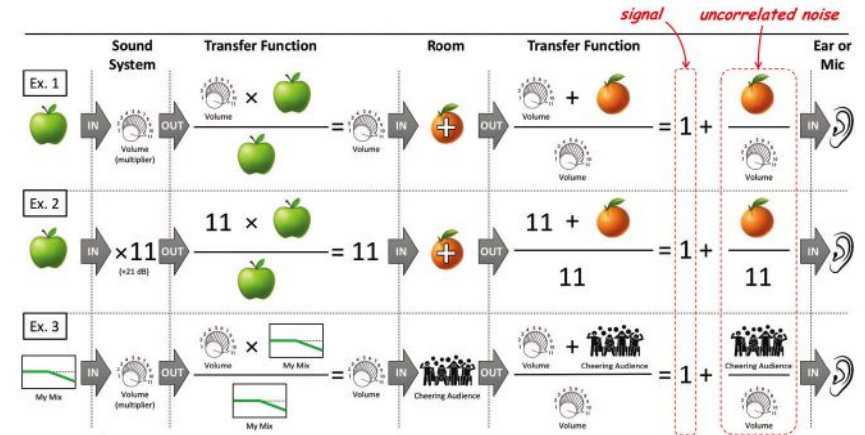 signal
uncorrelated noise
Sound System
Transfer Function
Room
Transfer Function
Ear or Mic
Ex. 1
IN
Volume (multiplier)
OUT
Volume
×
=
Volume
IN
+
OUT
Volume
+
Volume
= 1 +
Volume
IN
Ex. 2
IN
×11
(+21 dB)
OUT
11 ×
= 11
IN
+
OUT
11 +
11
= 1 +
11
IN
Ex. 3
My Mix
IN
Volume (multiplier)
OUT
Volume
×
My Mix
My Mix
=
Volume
IN
Cheering Audience
OUT
Volume
+
Cheering Audience
Volume
= 1 +
Cheering Audience
Volume
IN